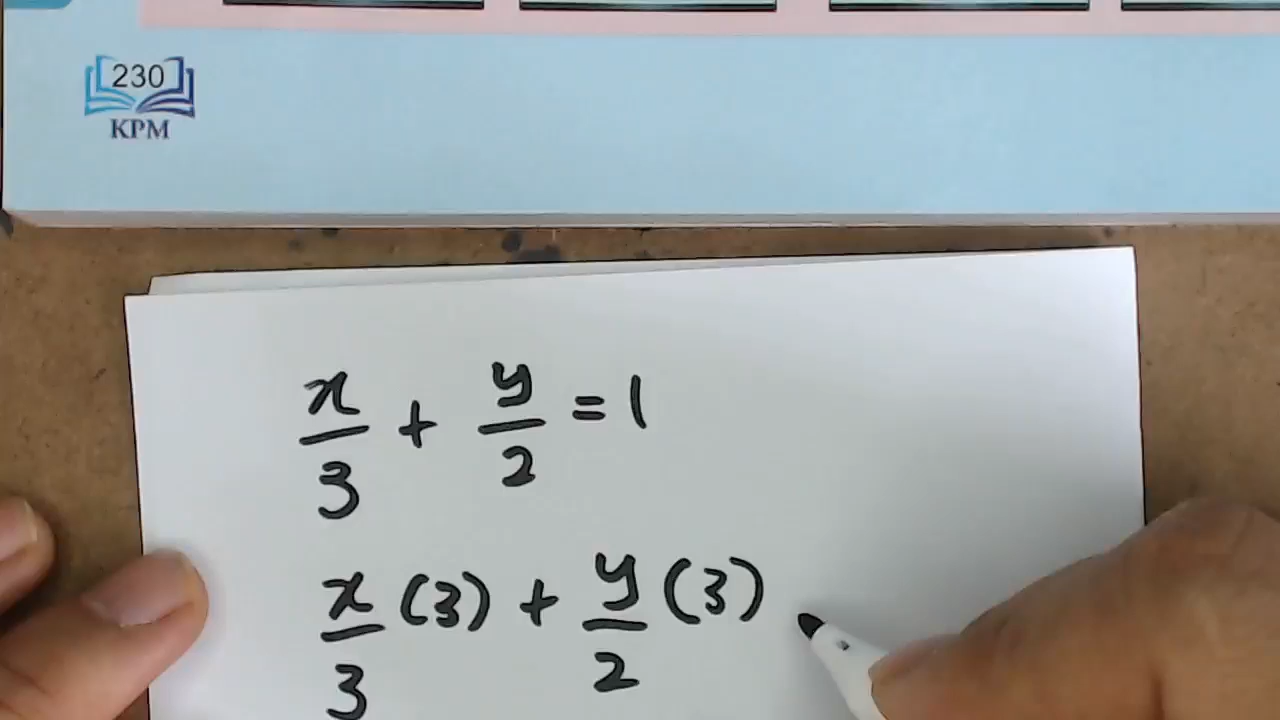 230
KPM
x/3 + y/2 = 1
x/3 (3) + y/2 (3)